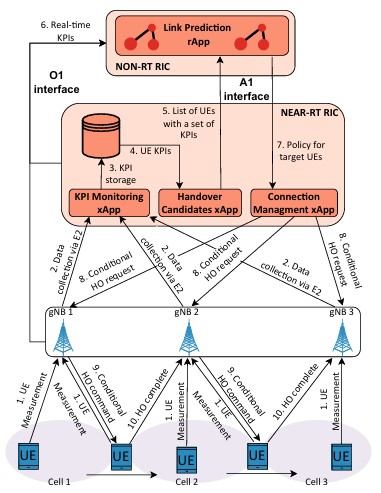 6. Real-time
KPIs
Link Prediction
rApp
NON-RT RIC
O1
interface
A1
interface
NEAR-RT RIC
5. List of UEs
with a set of
KPIs
4. UE KPIs
7. Policy for
target UEs
3. KPI
storage
KPI Monitoring
xApp
Handover
Candidates xApp
Connection
Managment xApp
2. Data
collection via E2
8. Conditional
HO request
2. Data
collection via E2
8. Conditional
HO request
2. Data
collection via E2
8. Conditional
HO request
gNB 1
gNB 2
gNB 3
1. UE
Measurement
9. Conditional
HO command
1. UE
Measurement
10. HO complete
1. UE
Measurement
9. Conditional
HO command
1. UE
Measurement
10. HO complete
1. UE
Measurement
UE
UE
UE
UE
UE
Cell 1
Cell 2
Cell 3